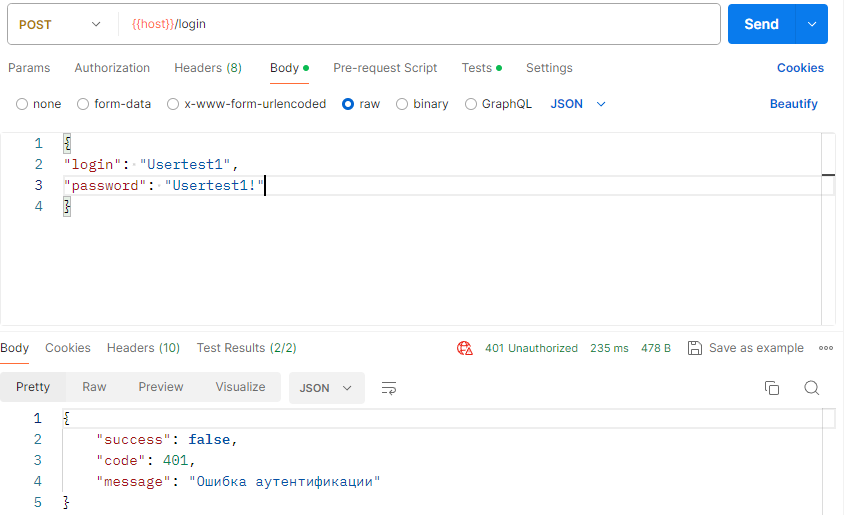 POST {{host}}/login Send
Params Authorization Headers (8) Body Pre-request Script Tests Settings Cookies
none form-data x-www-form-urlencoded raw binary GraphQL JSON Beautify
1 {
2 "login": "Usertest1",
3 "password": "Usertest1!"
4 }
Body Cookies Headers (10) Test Results (2/2) 401 Unauthorized 235 ms 478 B Save as example
Pretty Raw Preview Visualize JSON
1 {
2 "success": false,
3 "code": 401,
4 "message": "Ошибка аутентификации"
5 }